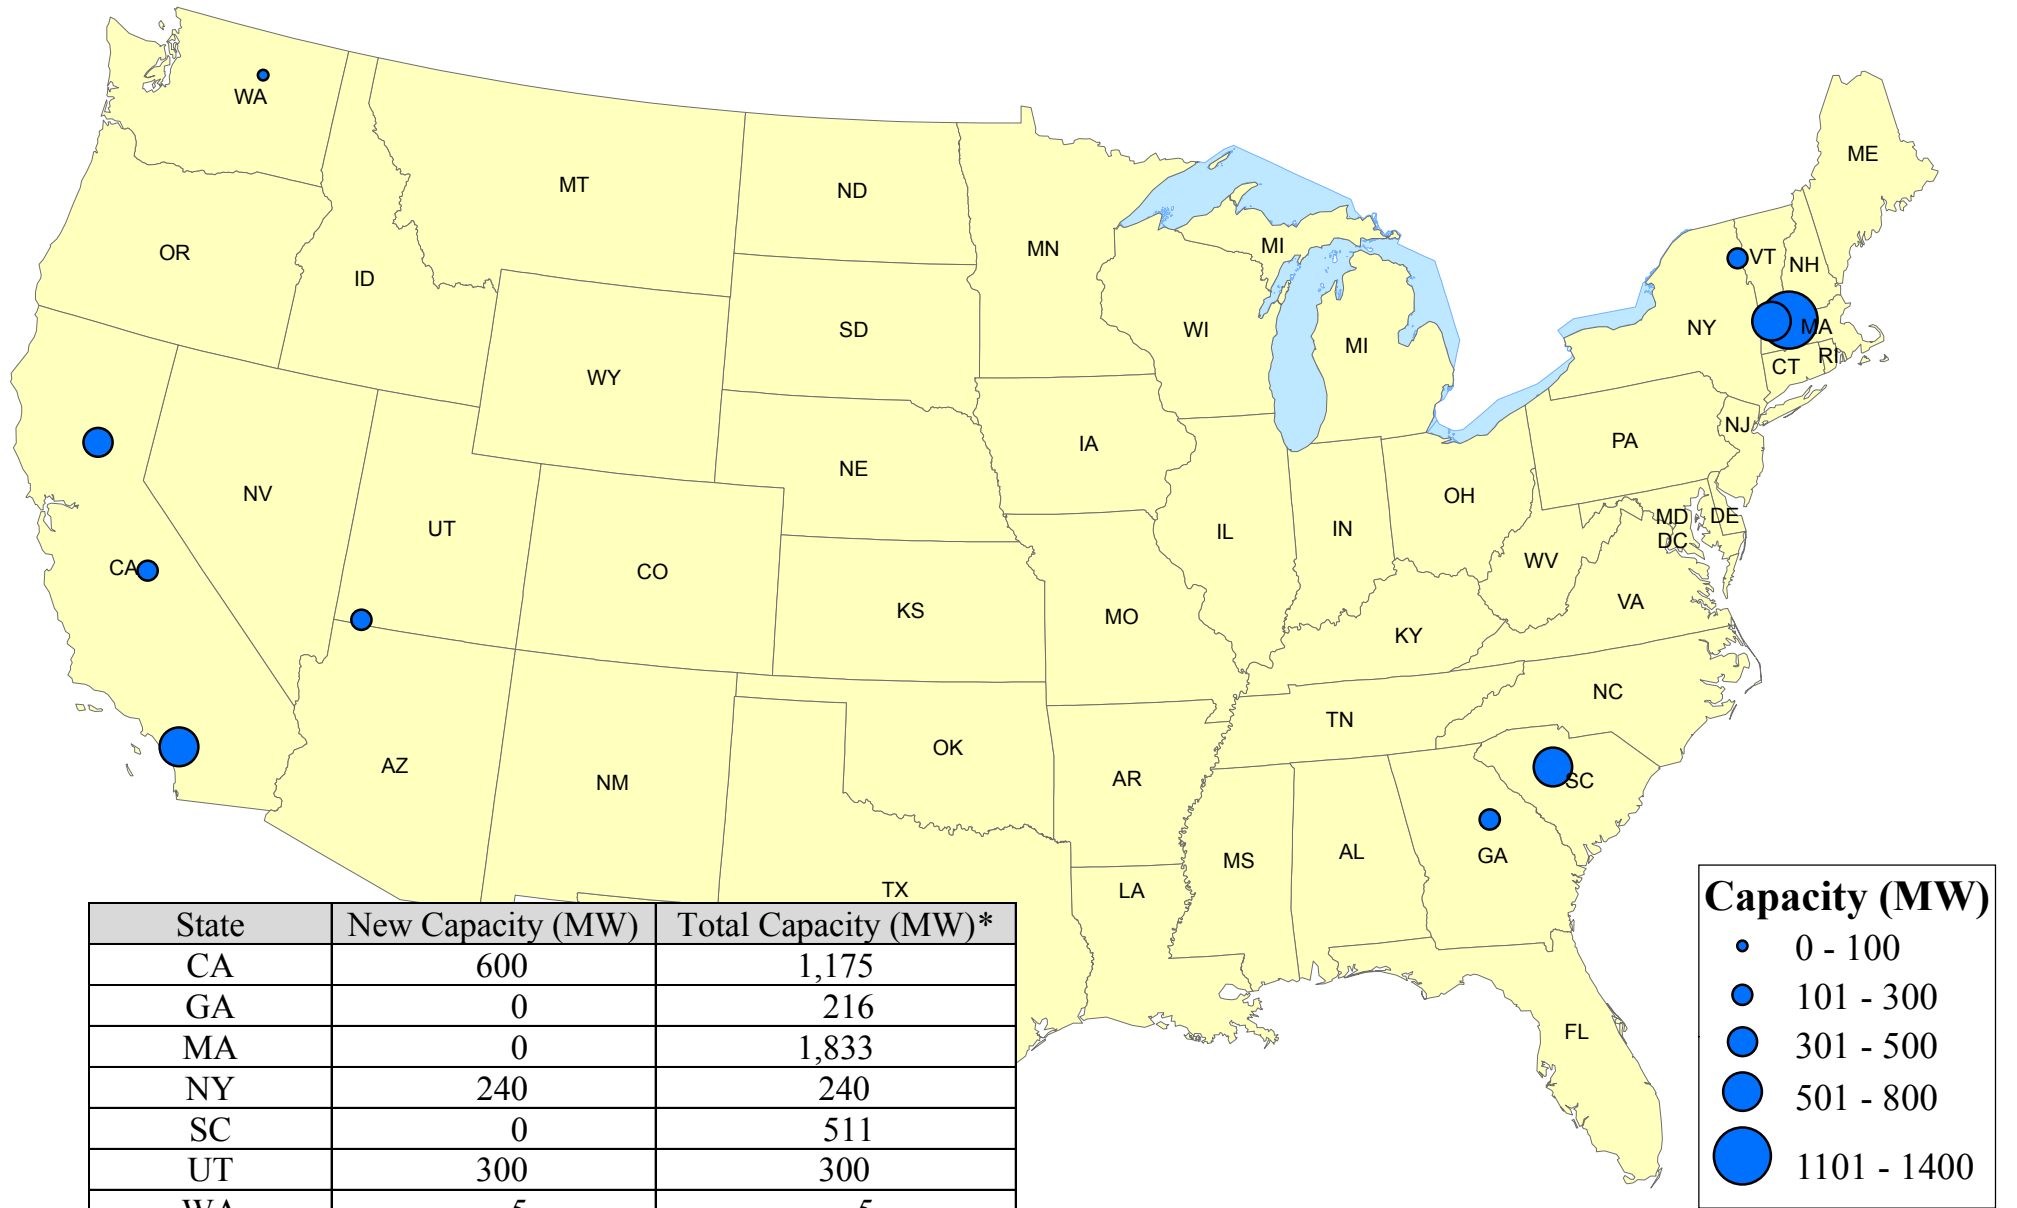 WA
MT
ND
MN
ME
OR
ID
SD
WI
MI
MI
VT
NH
NY
MA
CT
RI
WY
IA
NE
PA
NJ
NV
UT
CO
KS
MO
IL
IN
OH
WV
MD
DE
DC
VA
KY
CA
AZ
NM
OK
AR
TN
NC
SC
MS
AL
GA
TX
LA
FL
State New Capacity (MW) Total Capacity (MW)*
CA 600 1,175
GA 0 216
MA 0 1,833
NY 240 240
SC 0 511
UT 300 300
WA 5 5
Capacity (MW)
0 - 100
101 - 300
301 - 500
501 - 800
1101 - 1400